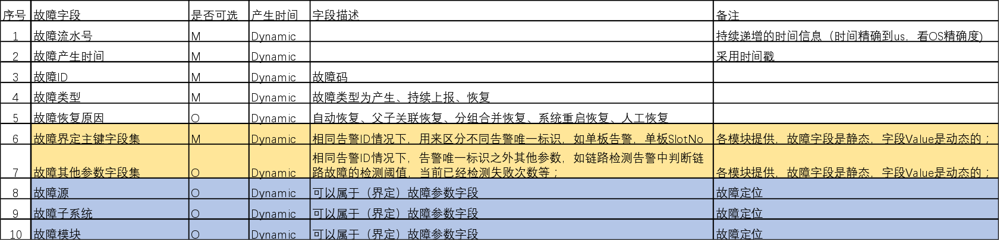 序号 故障字段 是否可选 产生时间 字段描述 备注
1 故障流水号 M Dynamic 持续递增的时间信息（时间精确到us，看OS精确度)
2 故障产生时间 M Dynamic 采用时间戳
3 故障ID M Dynamic 故障码
4 故障类型 M Dynamic 故障类型为产生、持续上报、恢复
5 故障恢复原因 O Dynamic 自动恢复、父子关联恢复、分组合并恢复、系统重启恢复、人工恢复
6 故障界定主键字段集 M Dynamic 相同告警ID情况下，用来区分不同告警唯一标识，如单板告警，单板SlotNo 各模块提供，故障字段是静态，字段Value是动态的；
相同告警ID情况下，告警唯一标识之外其他参数，如链路检测告警中判断链
7 故障其他参数字段集 O Dynamic 路故障的检测阈值，当前已经检测失败次数等； 各模块提供，故障字段是静态，字段Value是动态的；
8 故障源 O Dynamic 可以属于（界定）故障参数字段 故障定位
9 故障子系统 O Dynamic 可以属于（界定）故障参数字段 故障定位
10 故障模块 O Dynamic 可以属于（界定）故障参数字段 故障定位